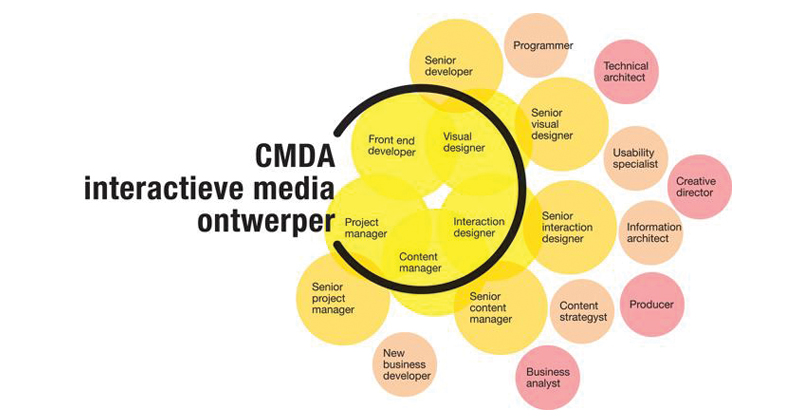 CMDA
interactieve media
ontwerper
Senior
developer
Programmer
Technical
architect
Front end
developer
Visual
designer
Senior
visual
designer
Usability
specialist
Creative
director
Project
manager
Interaction
designer
Senior
interaction
designer
Information
architect
Content
manager
Senior
project
manager
Senior
content
manager
Content
strategyst
Producer
New
business
developer
Business
analyst